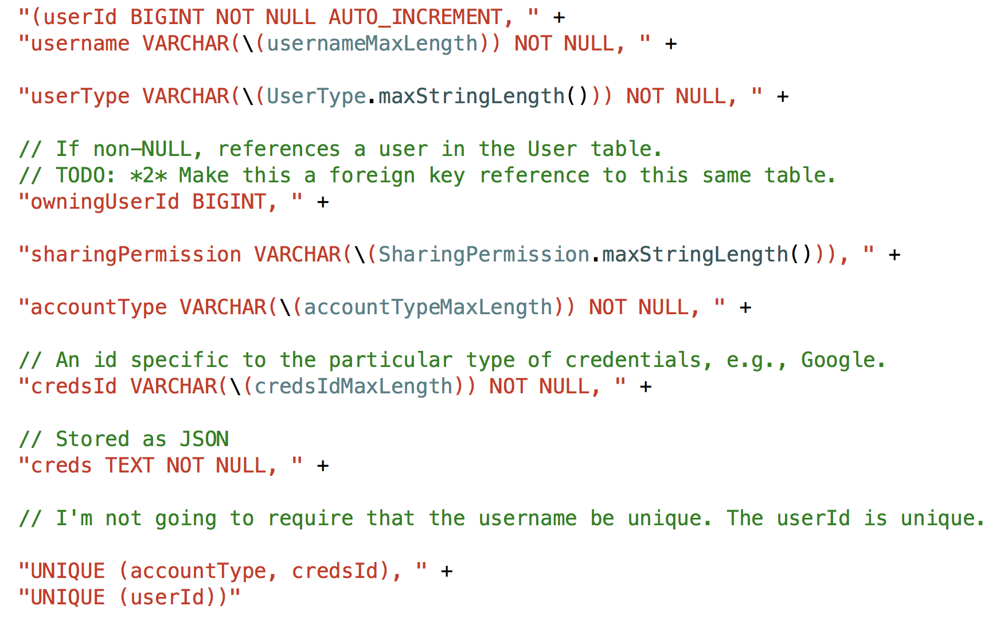 "(userId BIGINT NOT NULL AUTO_INCREMENT, " +
"username VARCHAR(\(usernameMaxLength)) NOT NULL, " +
"userType VARCHAR(\(UserType.maxStringLength())) NOT NULL, " +
// If non-NULL, references a user in the User table.
// TODO: *2* Make this a foreign key reference to this same table.
"owningUserId BIGINT, " +
"sharingPermission VARCHAR(\(SharingPermission.maxStringLength())), " +
"accountType VARCHAR(\(accountTypeMaxLength)) NOT NULL, " +
// An id specific to the particular type of credentials, e.g., Google.
"credsId VARCHAR(\(credsIdMaxLength)) NOT NULL, " +
// Stored as JSON
"creds TEXT NOT NULL, " +
// I'm not going to require that the username be unique. The userId is unique.
"UNIQUE (accountType, credsId), " +
"UNIQUE (userId))"